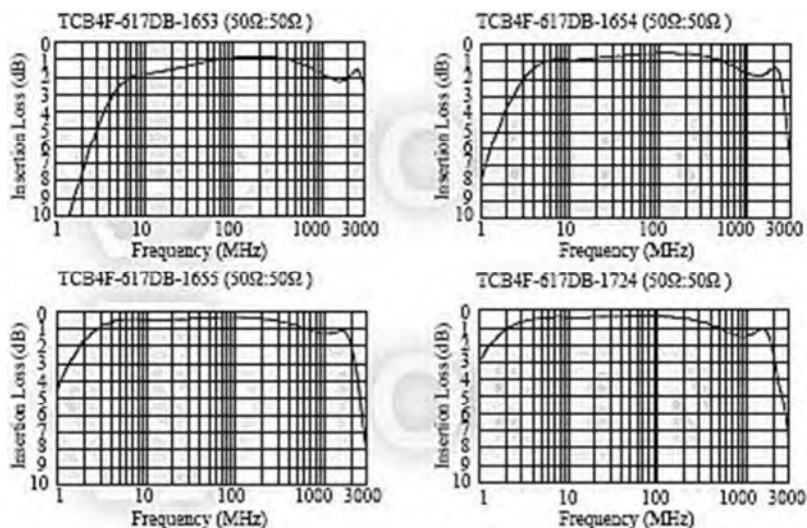 TCB4F-617DB-1653 (50Ω:50Ω )
Insertion Loss (dB)
0
1
2
3
4
5
6
7
8
9
10
1 10 100 1000 3000
Frequency (MHz)
TCB4F-617DB-1654 (50Ω:50Ω )
Insertion Loss (dB)
0
1
2
3
4
5
6
7
8
9
10
1 10 100 1000 3000
Frequency (MHz)
TCB4F-617DB-1655 (50Ω:50Ω )
Insertion Loss (dB)
0
1
2
3
4
5
6
7
8
9
10
1 10 100 1000 3000
Frequency (MHz)
TCB4F-617DB-1724 (50Ω:50Ω )
Insertion Loss (dB)
0
1
2
3
4
5
6
7
8
9
10
1 10 100 1000 3000
Frequency (MHz)